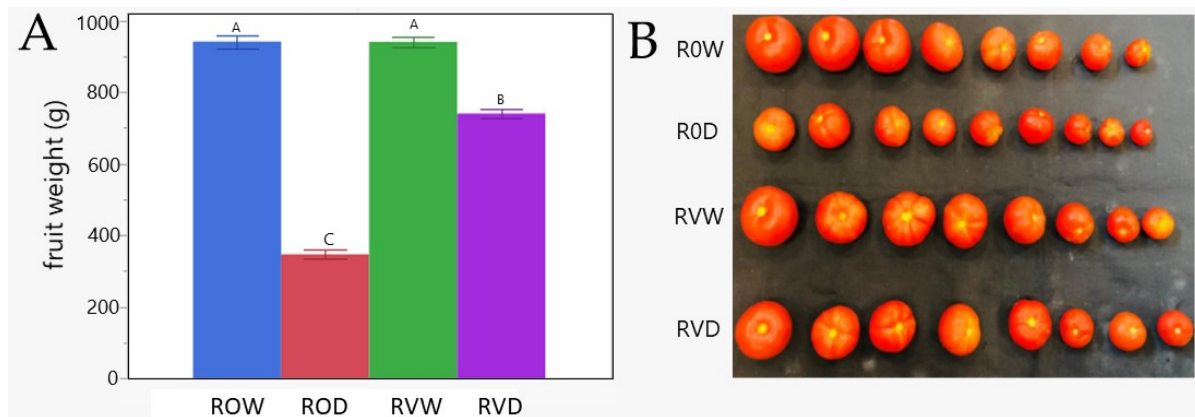 A
fruit weight (g)
1000
800
600
400
200
0
A
C
A
B
ROW ROD RVW RVD
B
R0W
R0D
RVW
RVD